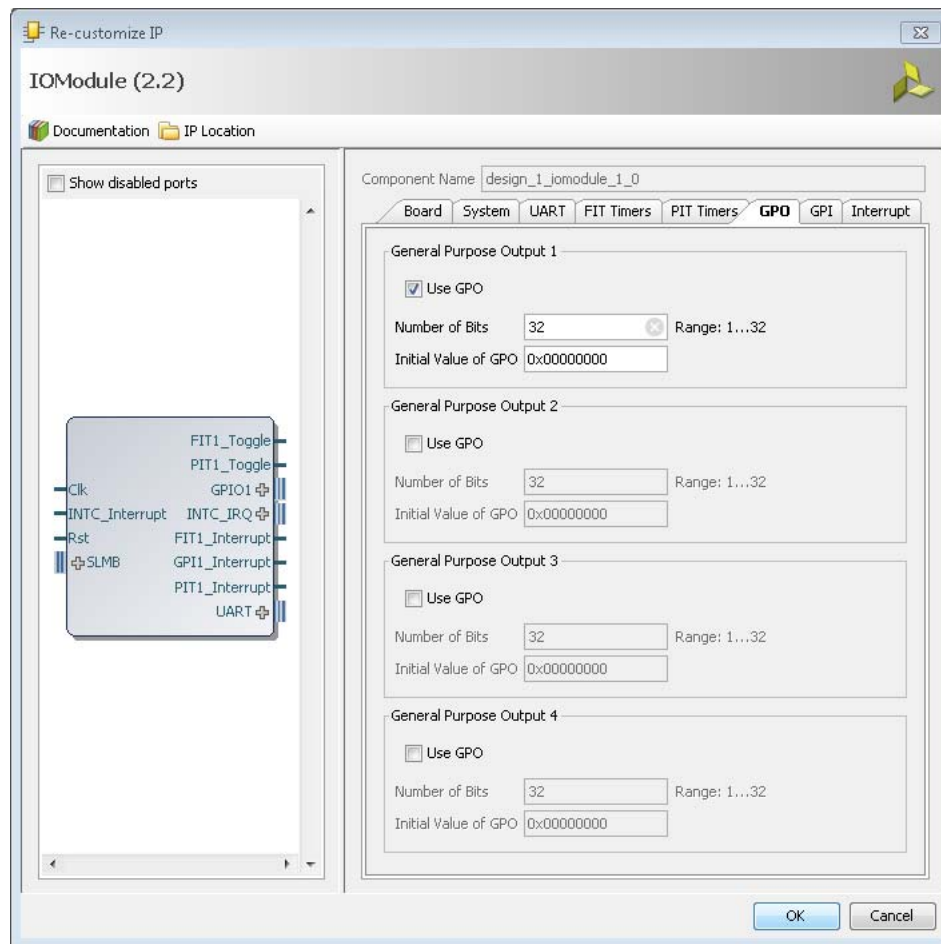 Re-customize IP
IOModule (2.2)
Documentation IP Location
Show disabled ports
Component Name design_1_iomodule_1_0
Board System UART FIT Timers PIT Timers GPO GPI Interrupt
General Purpose Output 1
Use GPO
Number of Bits 32 Range: 1...32
Initial Value of GPO 0x00000000
General Purpose Output 2
Use GPO
Number of Bits 32 Range: 1...32
Initial Value of GPO 0x00000000
General Purpose Output 3
Use GPO
Number of Bits 32 Range: 1...32
Initial Value of GPO 0x00000000
General Purpose Output 4
Use GPO
Number of Bits 32 Range: 1...32
Initial Value of GPO 0x00000000
FIT1_Toggle
PIT1_Toggle
Clk GPIO1
INTC_Interrupt INTC_IRQ
Rst FIT1_Interrupt
SLMB GPI1_Interrupt
PIT1_Interrupt
UART
OK Cancel